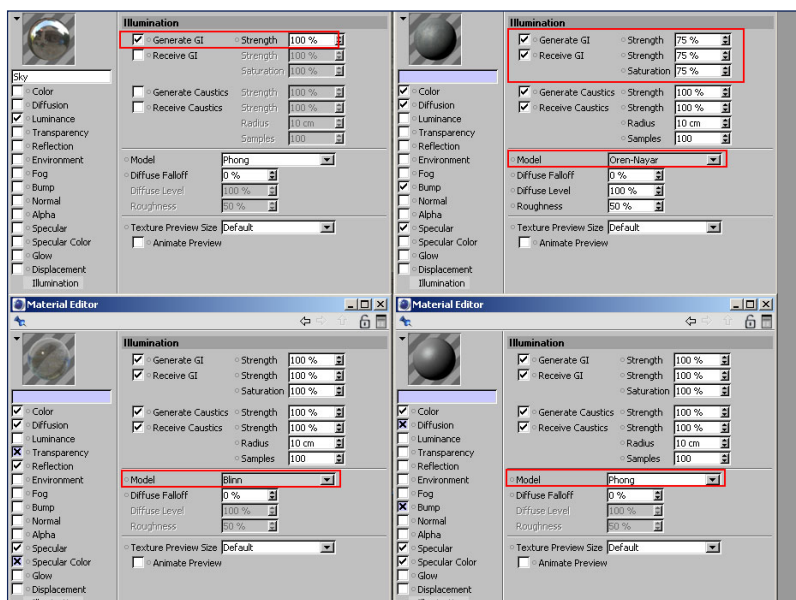 Illumination
Generate GI Strength 100 %
Receive GI Strength 100 %
Saturation 100 %
Sky
Color
Diffusion
Luminance
Transparency
Reflection
Environment
Fog
Bump
Normal
Alpha
Specular
Specular Color
Glow
Displacement
Illumination
Generate Caustics Strength 100 %
Receive Caustics Strength 100 %
Radius 10 cm
Samples 100
Model Phong
Diffuse Falloff 0 %
Diffuse Level 100 %
Roughness 50 %
Texture Preview Size Default
Animate Preview
Illumination
Generate GI Strength 75 %
Receive GI Strength 75 %
Saturation 75 %
Color
Diffusion
Luminance
Transparency
Reflection
Environment
Fog
Bump
Normal
Alpha
Specular
Specular Color
Glow
Displacement
Illumination
Generate Caustics Strength 100 %
Receive Caustics Strength 100 %
Radius 10 cm
Samples 100
Model Oren-Nayar
Diffuse Falloff 0 %
Diffuse Level 100 %
Roughness 50 %
Texture Preview Size Default
Animate Preview
Material Editor
Illumination
Generate GI Strength 100 %
Receive GI Strength 100 %
Saturation 100 %
Color
Diffusion
Luminance
Transparency
Reflection
Environment
Fog
Bump
Normal
Alpha
Specular
Specular Color
Glow
Displacement
Generate Caustics Strength 100 %
Receive Caustics Strength 100 %
Radius 10 cm
Samples 100
Model Blinn
Diffuse Falloff 0 %
Diffuse Level 100 %
Roughness 50 %
Texture Preview Size Default
Animate Preview
Material Editor
Illumination
Generate GI Strength 100 %
Receive GI Strength 100 %
Saturation 100 %
Color
Diffusion
Luminance
Transparency
Reflection
Environment
Fog
Bump
Normal
Alpha
Specular
Specular Color
Glow
Displacement
Generate Caustics Strength 100 %
Receive Caustics Strength 100 %
Radius 10 cm
Samples 100
Model Phong
Diffuse Falloff 0 %
Diffuse Level 100 %
Roughness 50 %
Texture Preview Size Default
Animate Preview